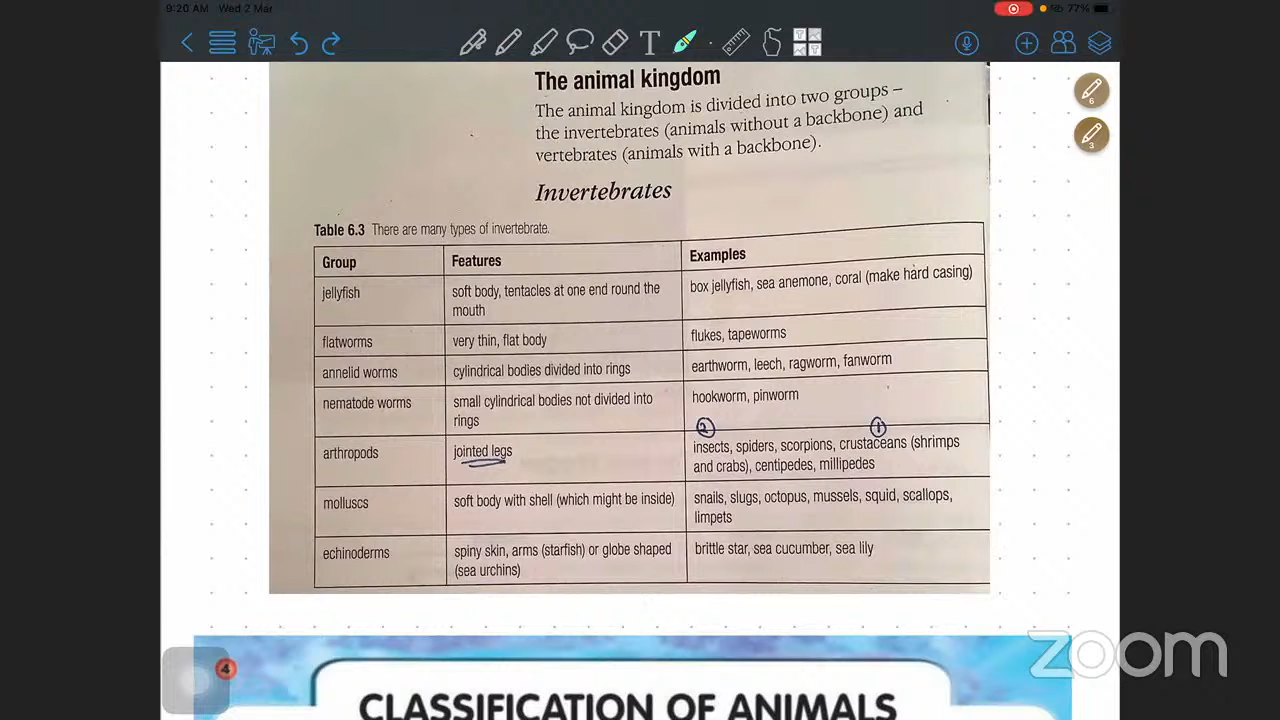 9:20 AM Wed 2 Mar
77%
T
6
3
The animal kingdom
The animal kingdom is divided into two groups –
the invertebrates (animals without a backbone) and
vertebrates (animals with a backbone).
Invertebrates
Table 6.3 There are many types of invertebrate.
Group Features Examples
jellyfish soft body, tentacles at one end round the box jellyfish, sea anemone, coral (make hard casing)
mouth
flatworms very thin, flat body flukes, tapeworms
annelid worms cylindrical bodies divided into rings earthworm, leech, ragworm, fanworm
nematode worms small cylindrical bodies not divided into hookworm, pinworm
rings
2 1
arthropods jointed legs insects, spiders, scorpions, crustaceans (shrimps
and crabs), centipedes, millipedes
molluscs soft body with shell (which might be inside) snails, slugs, octopus, mussels, squid, scallops,
limpets
echinoderms spiny skin, arms (starfish) or globe shaped brittle star, sea cucumber, sea lily
(sea urchins)
4
zoom
CLASSIFICATION OF ANIMALS